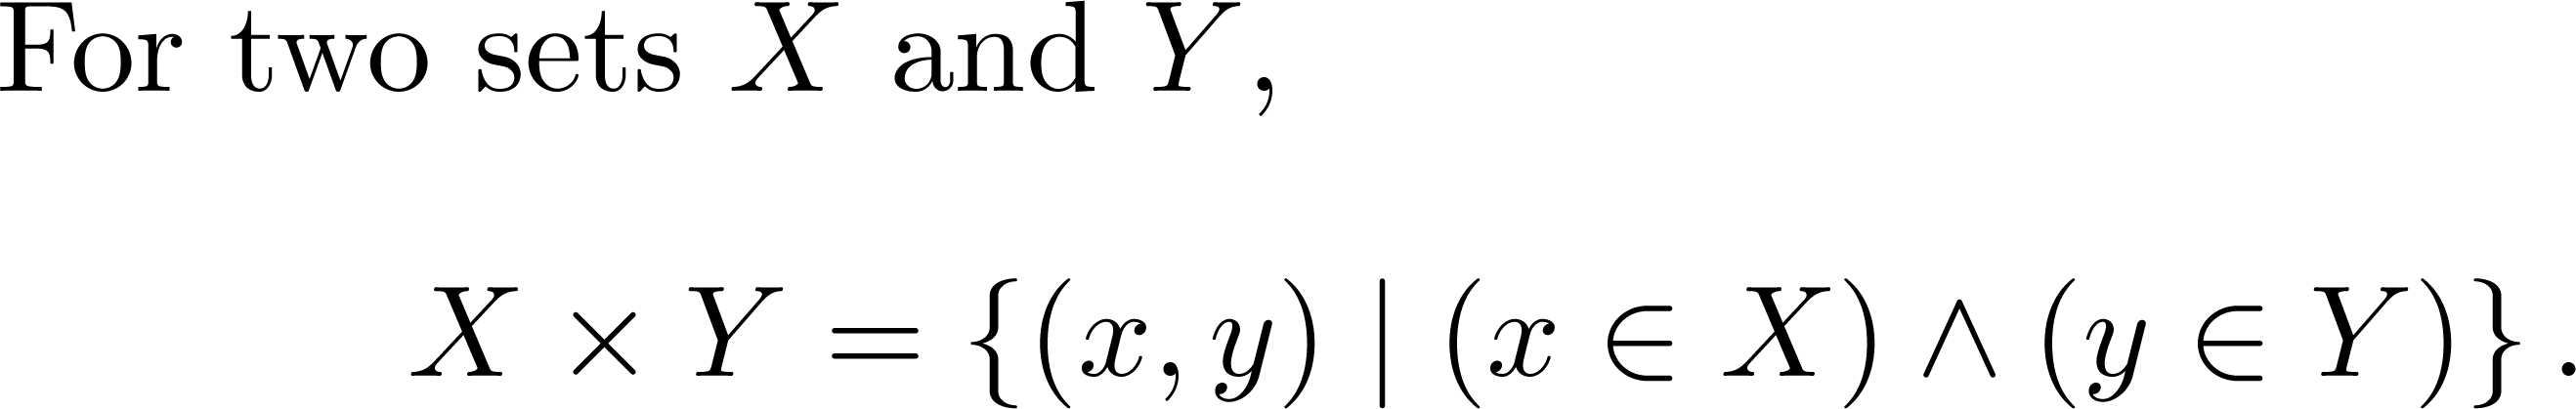 For two sets X and Y,
X × Y = {(x, y) | (x ∈ X) ∧ (y ∈ Y)}.